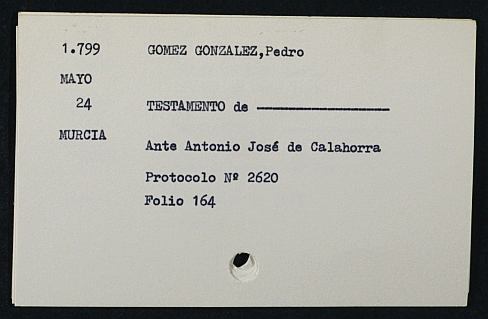 1.799 GOMEZ GONZALEZ,Pedro
MAYO
24 TESTAMENTO de ————————
MURCIA
Ante Antonio José de Calahorra
Protocolo Nº 2620
Folio 164